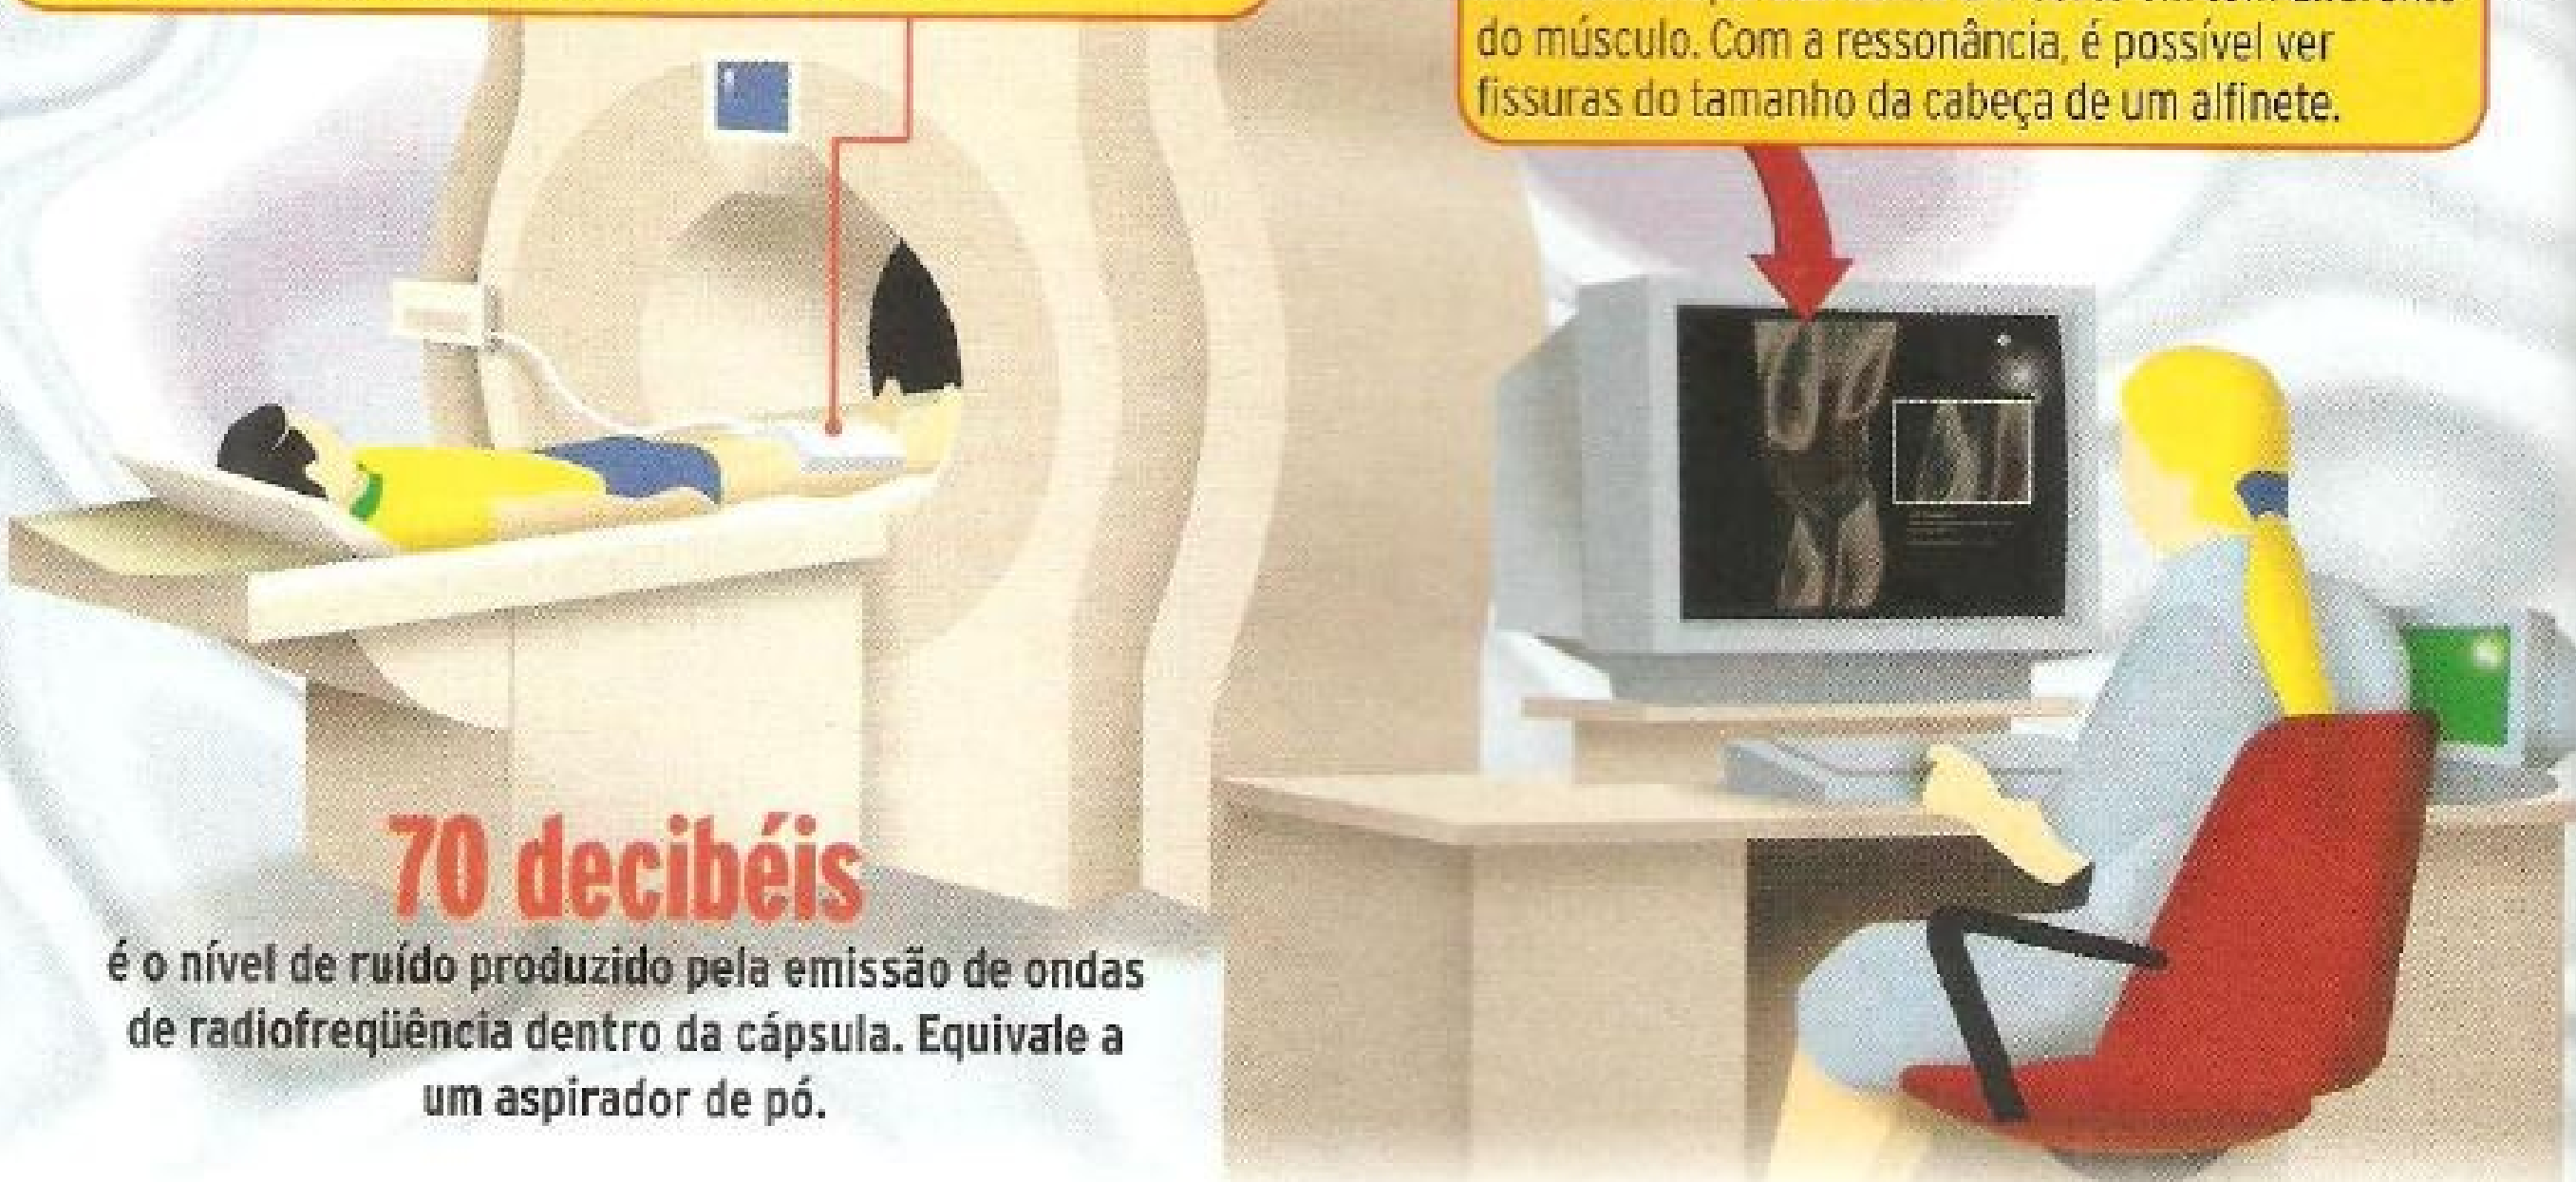 do músculo. Com a ressonância, é possível ver
fissuras do tamanho da cabeça de um alfinete.
70 decibéis
é o nível de ruído produzido pela emissão de ondas
de radiofreqüência dentro da cápsula. Equivale a
um aspirador de pó.